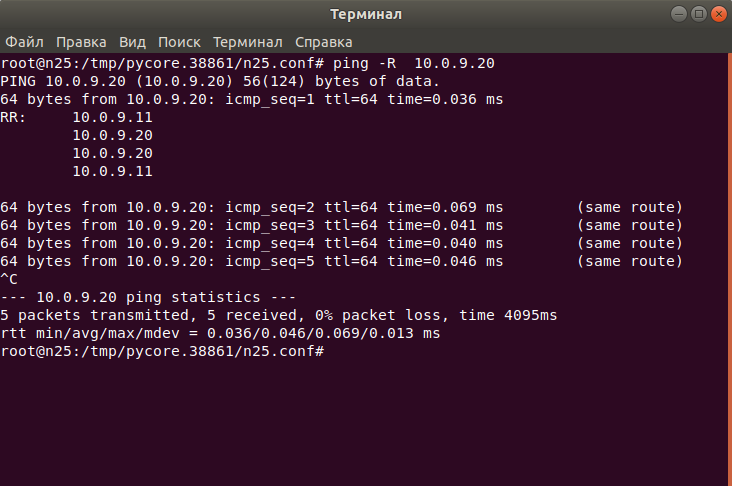 Терминал
Файл Правка Вид Поиск Терминал Справка
root@n25:/tmp/pycore.38861/n25.conf# ping -R  10.0.9.20
PING 10.0.9.20 (10.0.9.20) 56(124) bytes of data.
64 bytes from 10.0.9.20: icmp_seq=1 ttl=64 time=0.036 ms
RR:     10.0.9.11
        10.0.9.20
        10.0.9.20
        10.0.9.11
64 bytes from 10.0.9.20: icmp_seq=2 ttl=64 time=0.069 ms        (same route)
64 bytes from 10.0.9.20: icmp_seq=3 ttl=64 time=0.041 ms        (same route)
64 bytes from 10.0.9.20: icmp_seq=4 ttl=64 time=0.040 ms        (same route)
64 bytes from 10.0.9.20: icmp_seq=5 ttl=64 time=0.046 ms        (same route)
^C
--- 10.0.9.20 ping statistics ---
5 packets transmitted, 5 received, 0% packet loss, time 4095ms
rtt min/avg/max/mdev = 0.036/0.046/0.069/0.013 ms
root@n25:/tmp/pycore.38861/n25.conf#